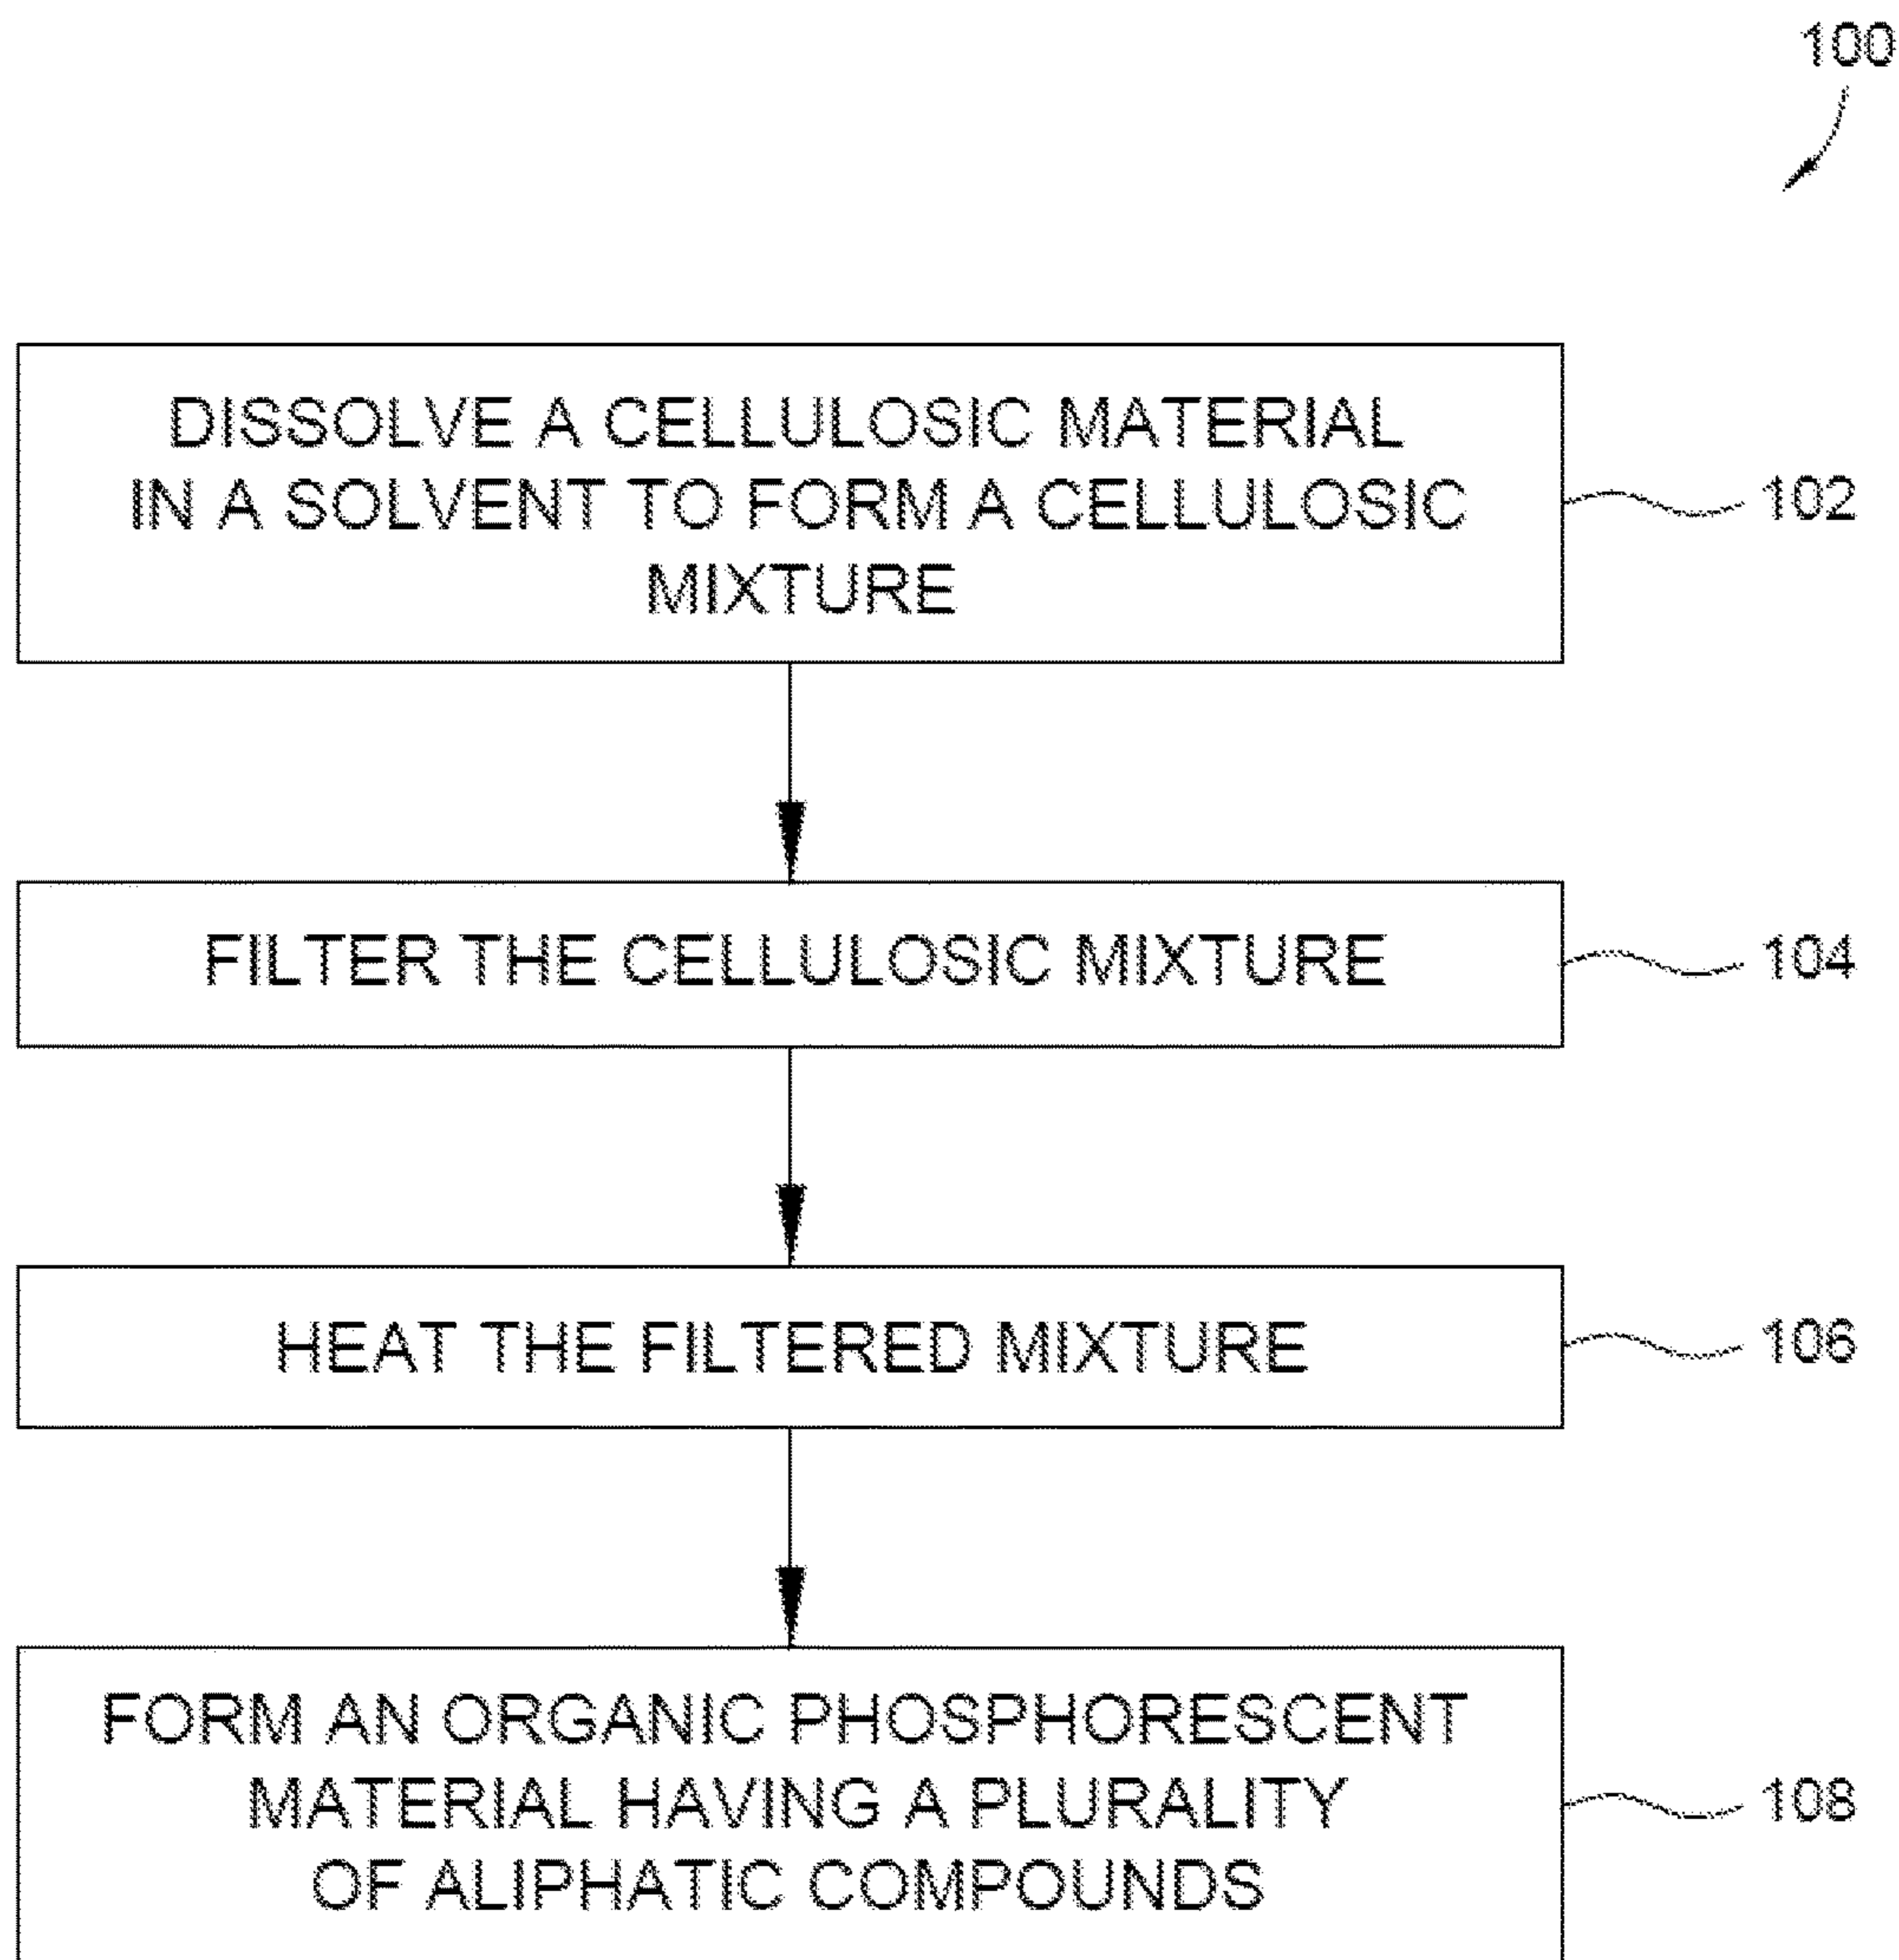 100
DISSOLVE A CELLULOSIC MATERIAL
IN A SOLVENT TO FORM A CELLULOSIC
MIXTURE
102
FILTER THE CELLULOSIC MIXTURE
104
HEAT THE FILTERED MIXTURE
106
FORM AN ORGANIC PHOSPHORESCENT
MATERIAL HAVING A PLURALITY
OF ALIPHATIC COMPOUNDS
108